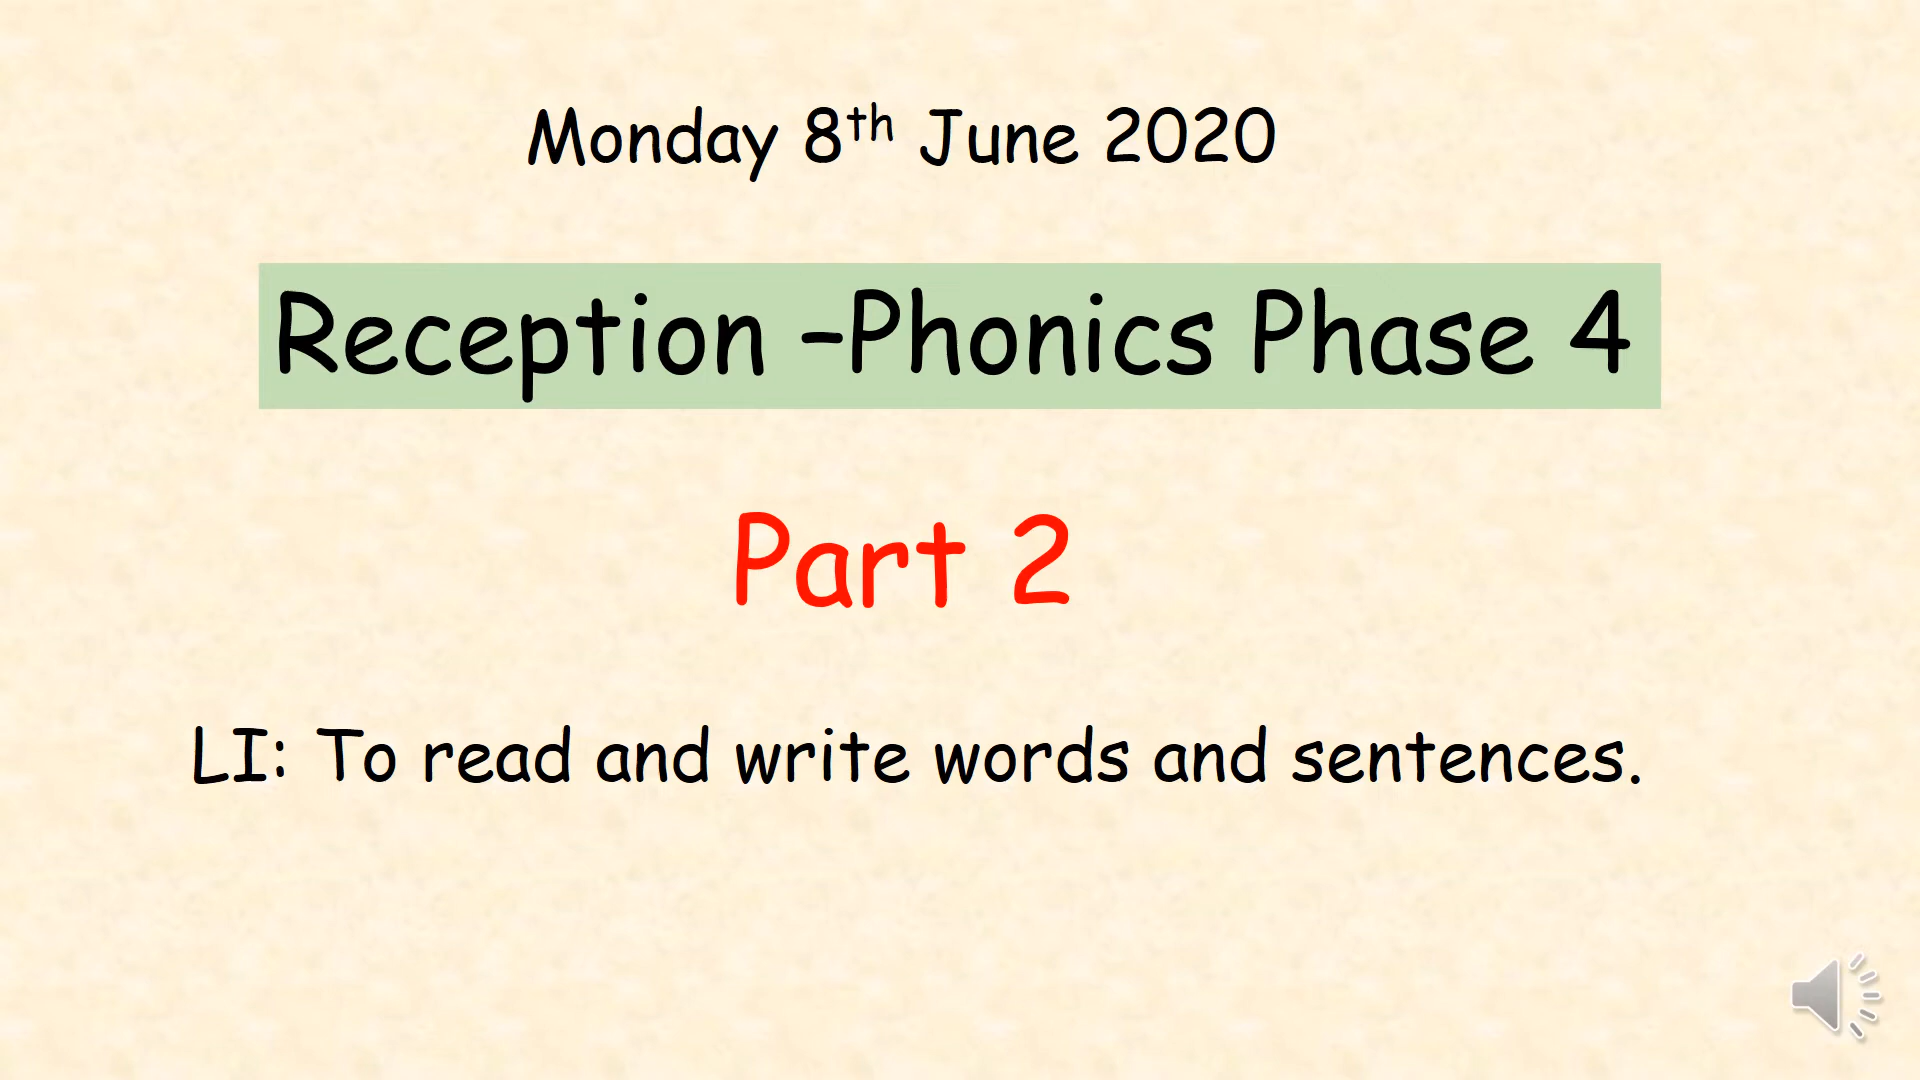 Monday 8th June 2020
Reception –Phonics Phase 4
Part 2
LI: To read and write words and sentences.